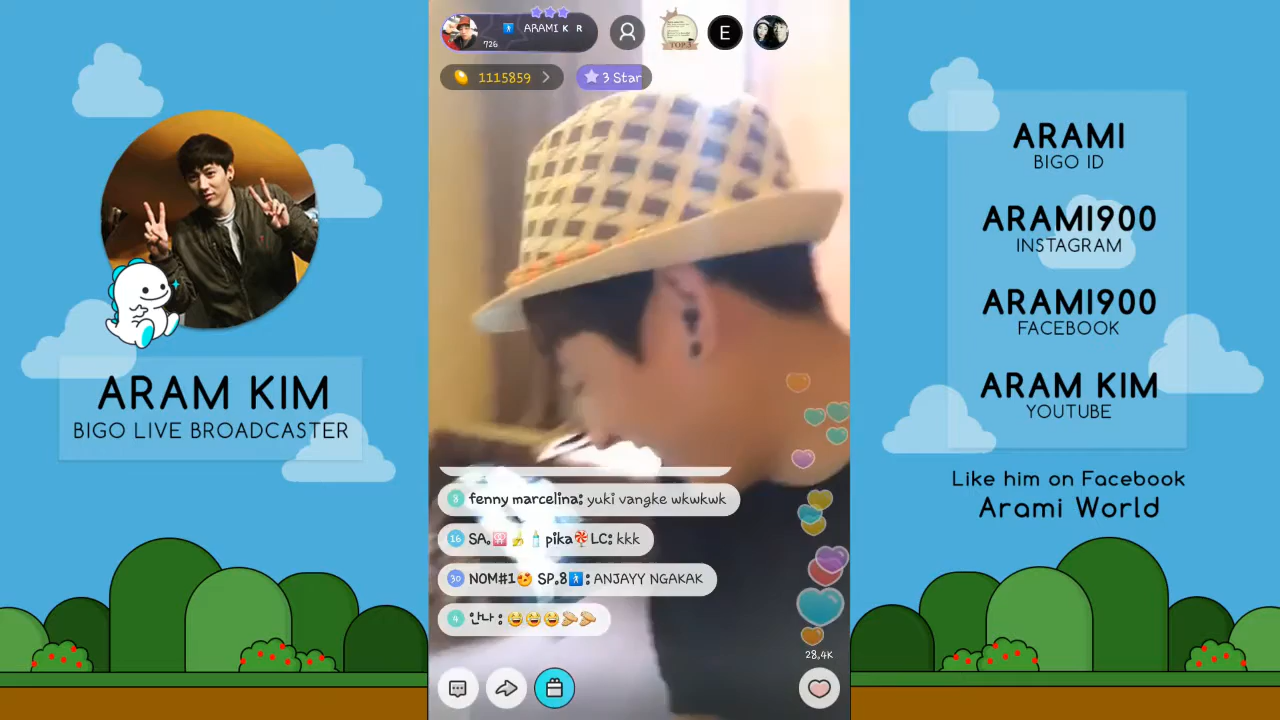 ARAM KIM
BIGO LIVE BROADCASTER
ARAMI K R
726
TOP.3
E
1115859
3 Star
fenny marcelina: yuki vangke wkwkwk
16 SA. pika LC: kkk
30 NOM#1 SP.8: ANJAYY NGAKAK
4 안나 :
28.4K
ARAMI
BIGO ID
ARAMI900
INSTAGRAM
ARAMI900
FACEBOOK
ARAM KIM
YOUTUBE
Like him on Facebook
Arami World